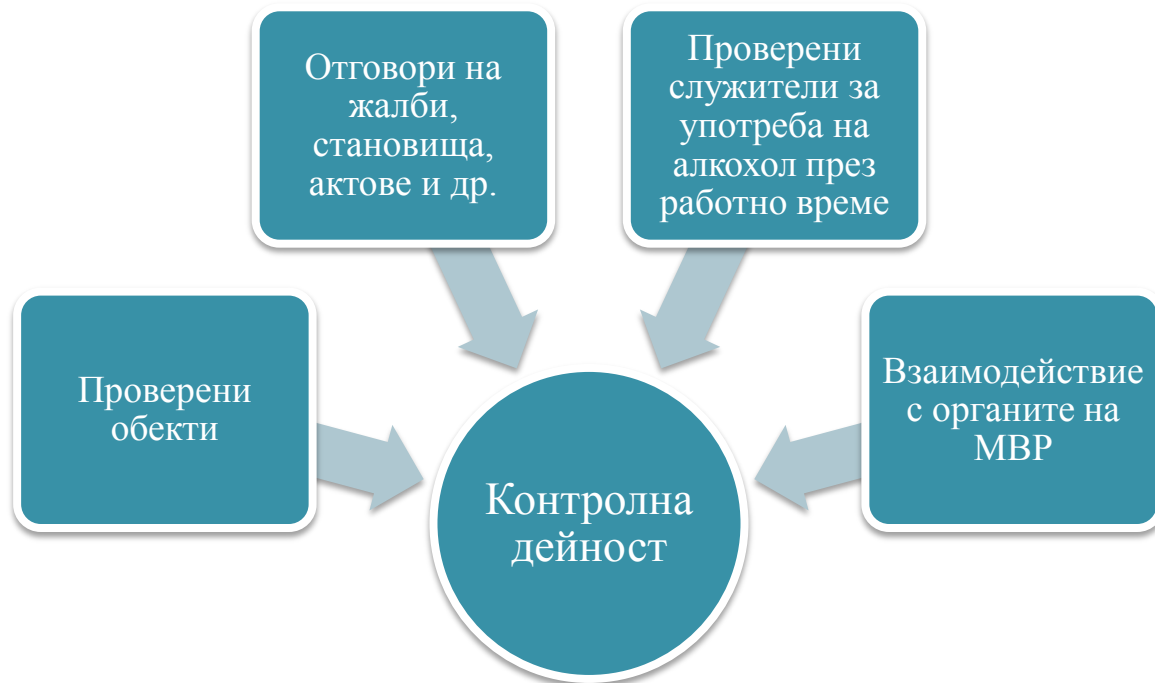 Отговори на
жалби,
становища,
актове и др.
Проверени
служители за
употреба на
алкохол през
работно време
Проверени
обекти
Взаимодействие
с органите на
МВР
Контролна
дейност